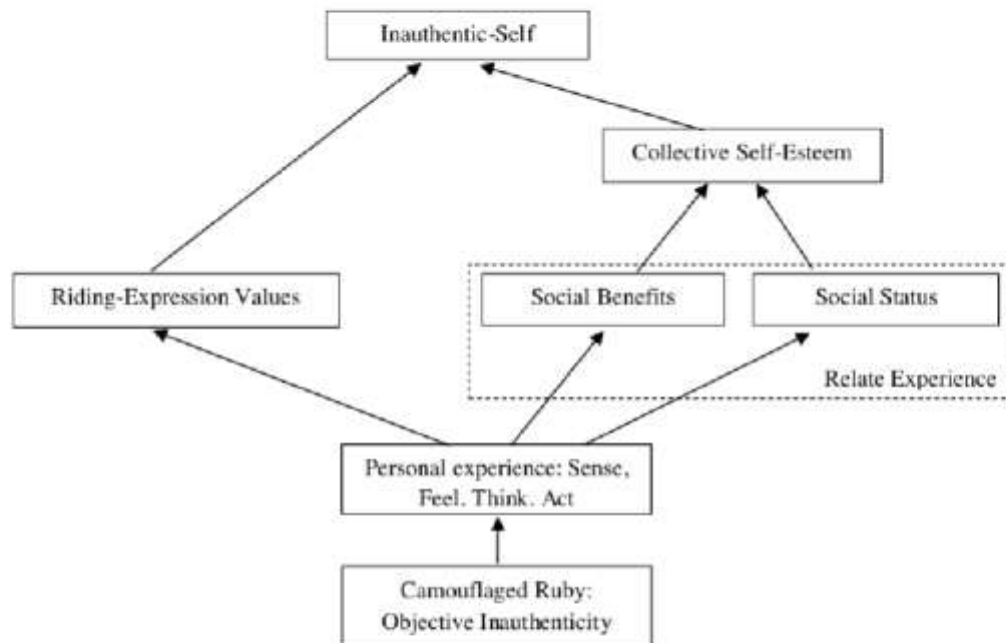 Inauthentic-Self
Collective Self-Esteem
Riding-Expression Values
Social Benefits
Social Status
Relate Experience
Personal experience: Sense,
Feel. Think. Act
Camouflaged Ruby:
Objective Inauthenticity